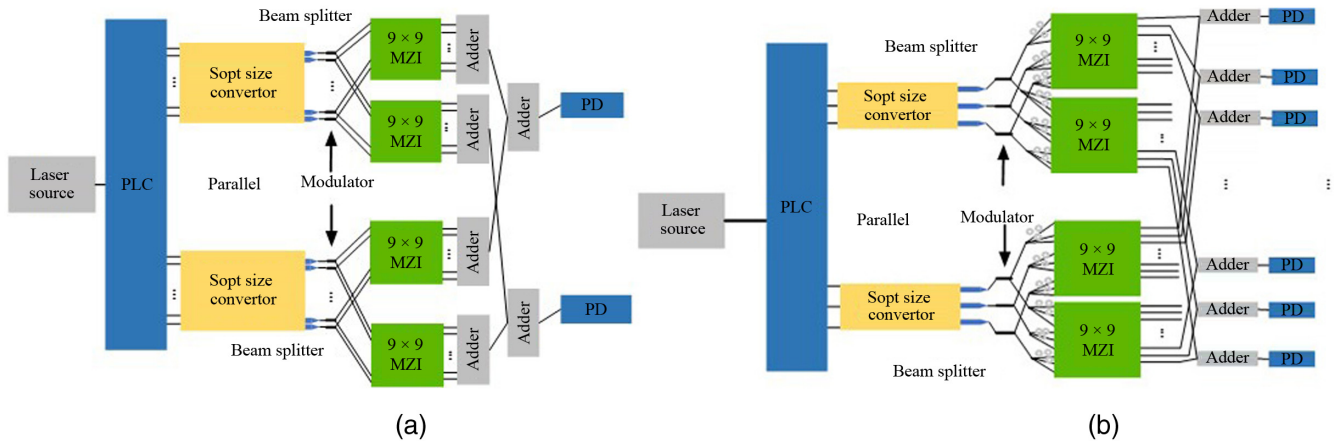 Beam splitter
9 × 9
MZI
Adder
Sopt size
convertor
9 × 9
MZI
Adder
Adder
PD
Laser
source
PLC
Parallel
Modulator
Sopt size
convertor
9 × 9
MZI
Adder
Adder
PD
Beam splitter
9 × 9
MZI
Adder
(a)
Adder
PD
Beam splitter
9 × 9
MZI
Adder
PD
Sopt size
convertor
9 × 9
MZI
Adder
PD
Laser
source
PLC
Parallel
Modulator
Sopt size
convertor
9 × 9
MZI
Adder
PD
9 × 9
MZI
Adder
PD
Beam splitter
Adder
PD
(b)